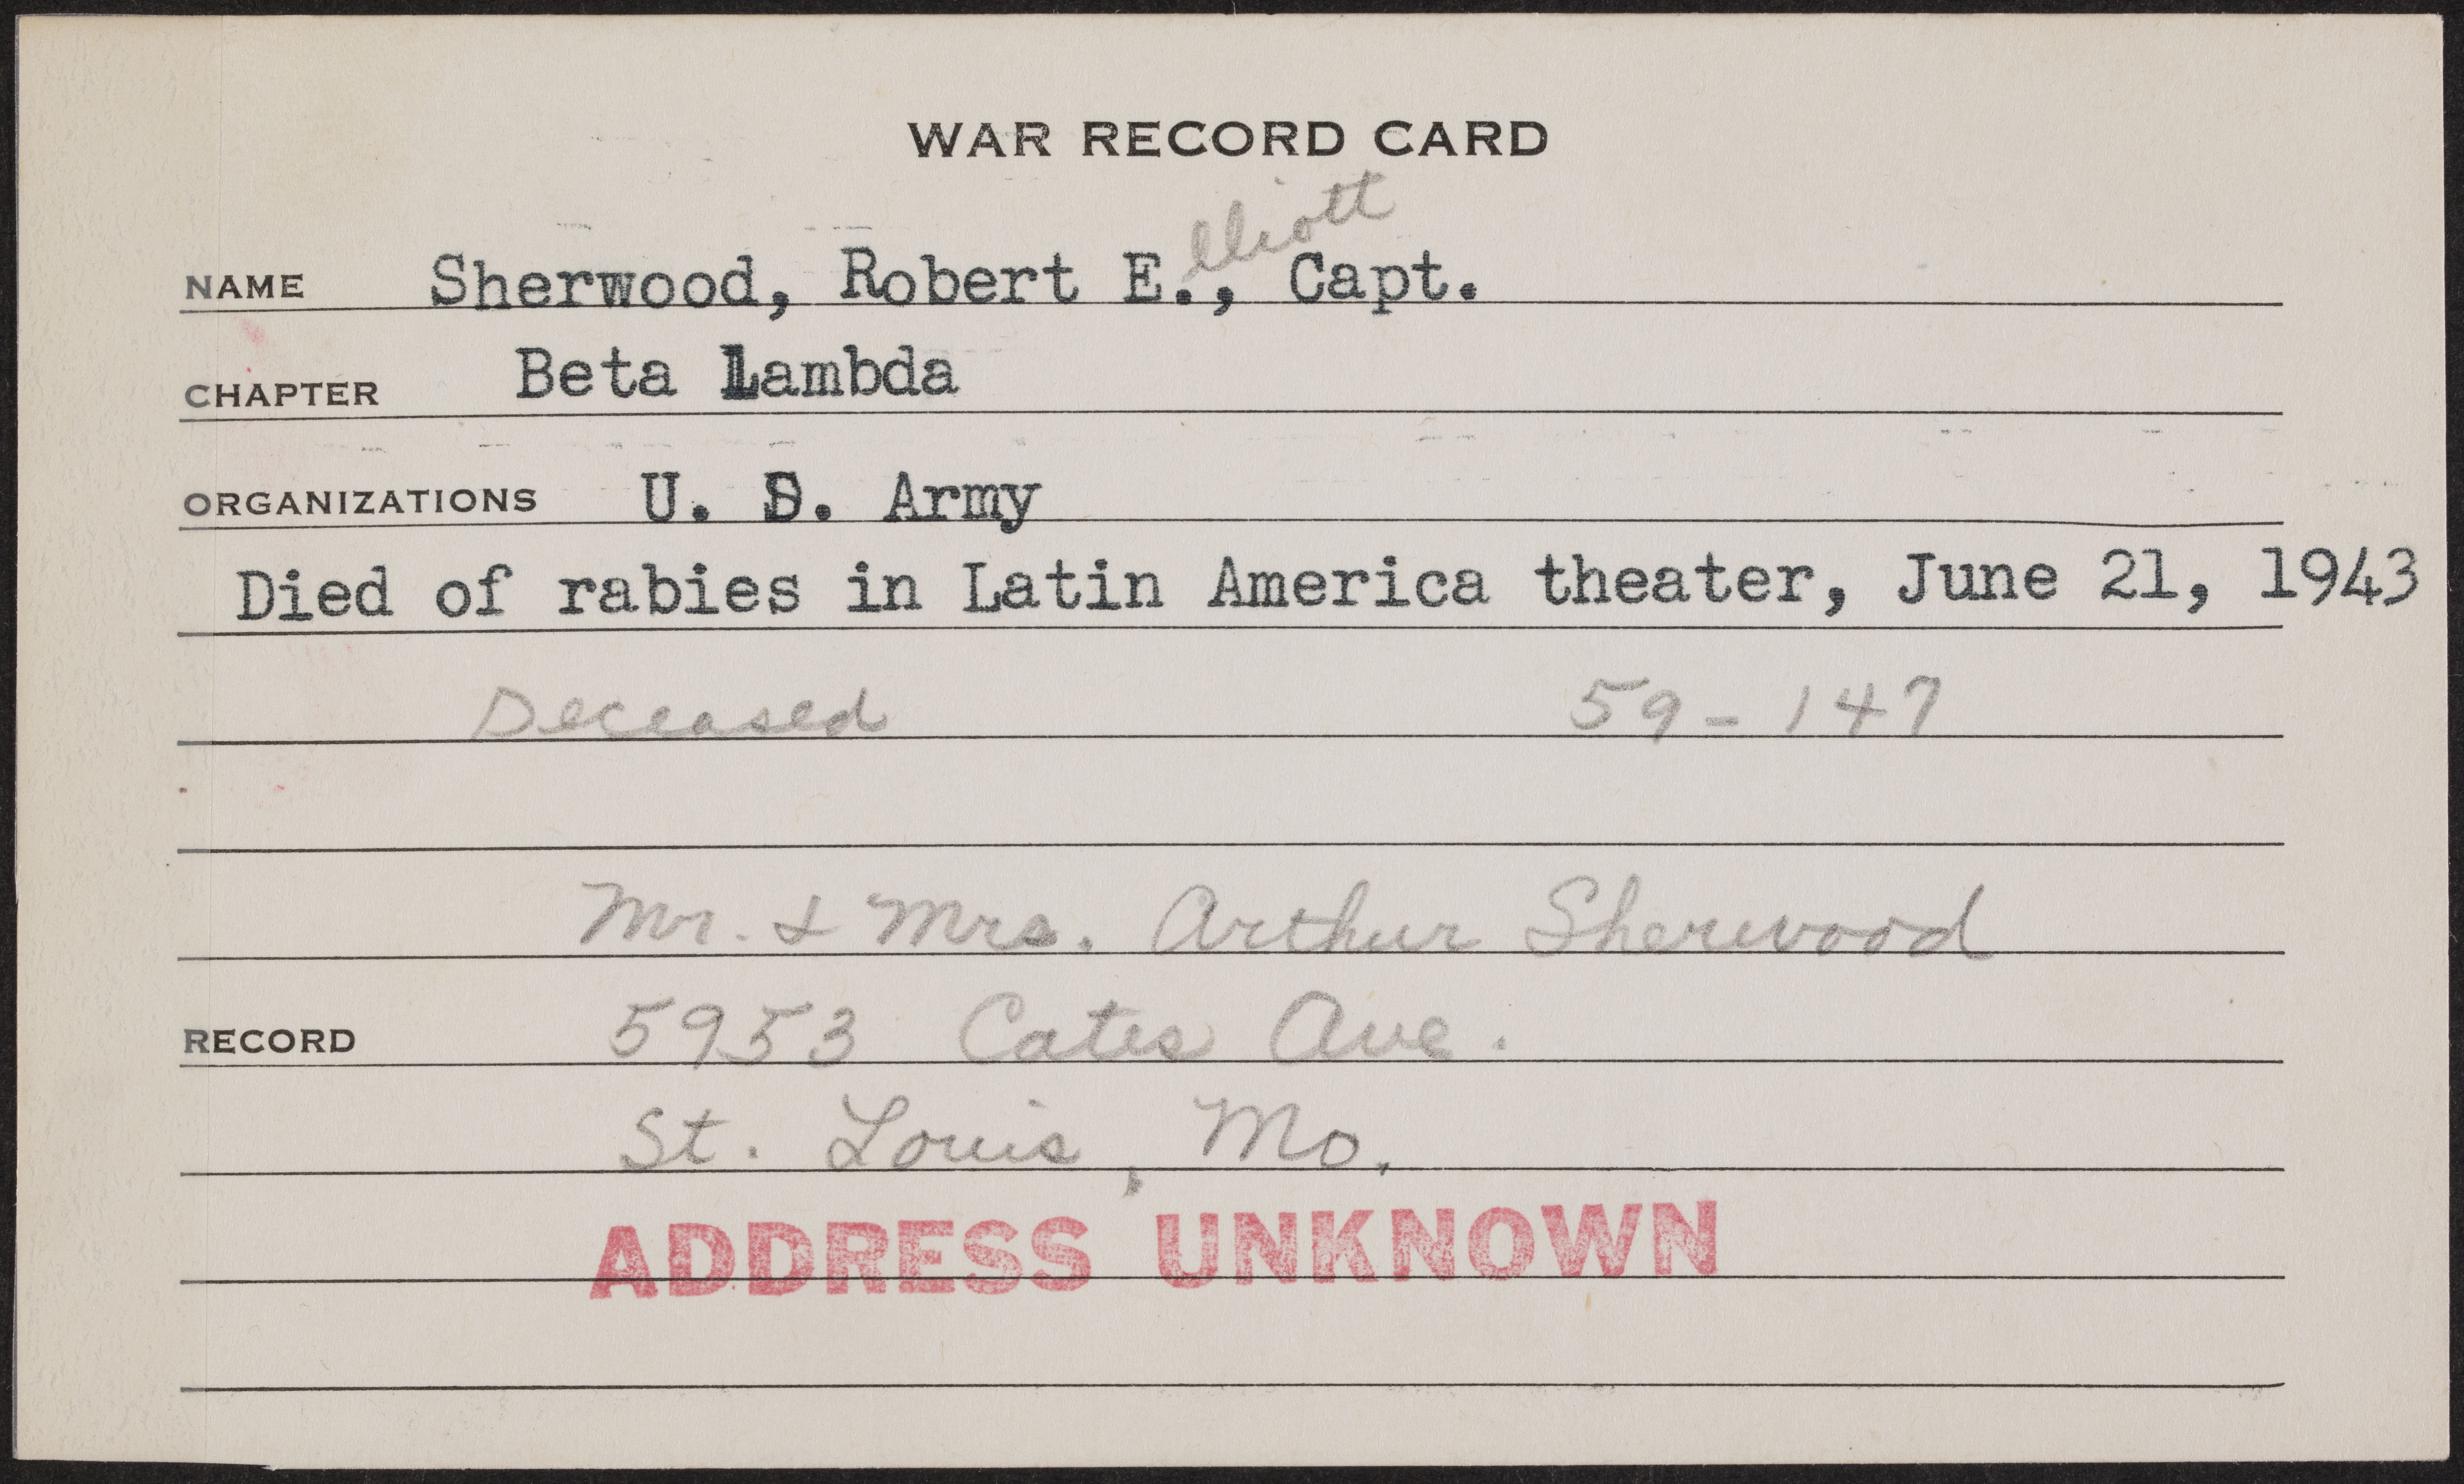 WAR RECORD CARD
NAME Sherwood, Robert E.lliott, Capt.
CHAPTER Beta Lambda
ORGANIZATIONS U. S. Army
Died of rabies in Latin America theater, June 21, 1943
Deceased 59-147
Mr. & Mrs. Arthur Sherwood
RECORD 5953 Cates Ave.
St. Louis, Mo.
ADDRESS UNKNOWN